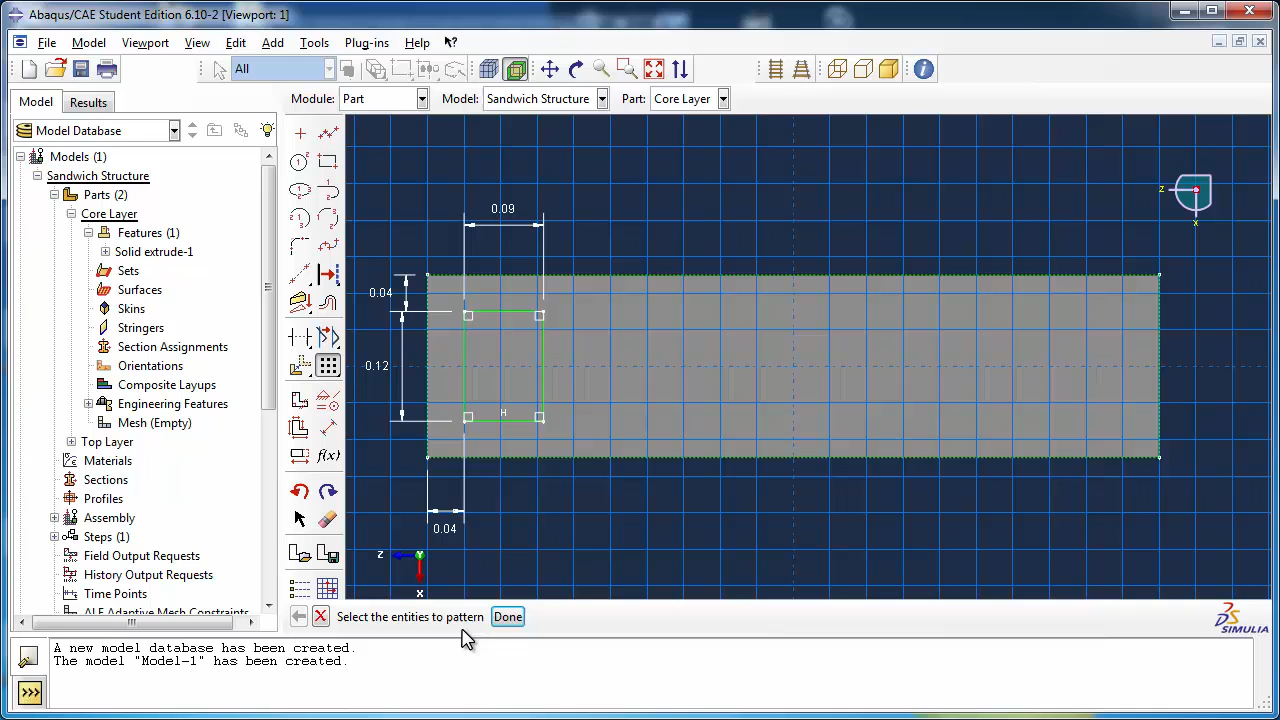 Abaqus/CAE Student Edition 6.10-2 [Viewport: 1]
File Model Viewport View Edit Add Tools Plug-ins Help
All
Model Results
Module: Part Model: Sandwich Structure Part: Core Layer
Model Database
Models (1)
Sandwich Structure
Parts (2)
Core Layer
Features (1)
Solid extrude-1
Sets
Surfaces
Skins
Stringers
Section Assignments
Orientations
Composite Layups
Engineering Features
Mesh (Empty)
Top Layer
Materials
Sections
Profiles
Assembly
Steps (1)
Field Output Requests
History Output Requests
Time Points
ALE Adaptive Mesh Constraints
f(x)
0.09
0.04
0.12
H
0.04
z
x
Z
Y
X
Select the entities to pattern Done
SIMULIA
A new model database has been created.
The model "Model-1" has been created.
>>>